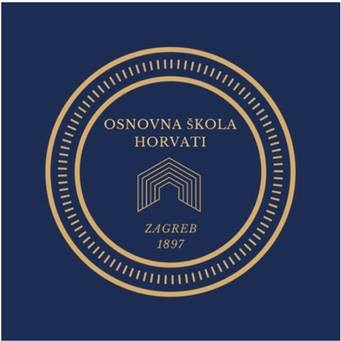 OSNOVNA ŠKOLA
HORVATI
ZAGREB
1897